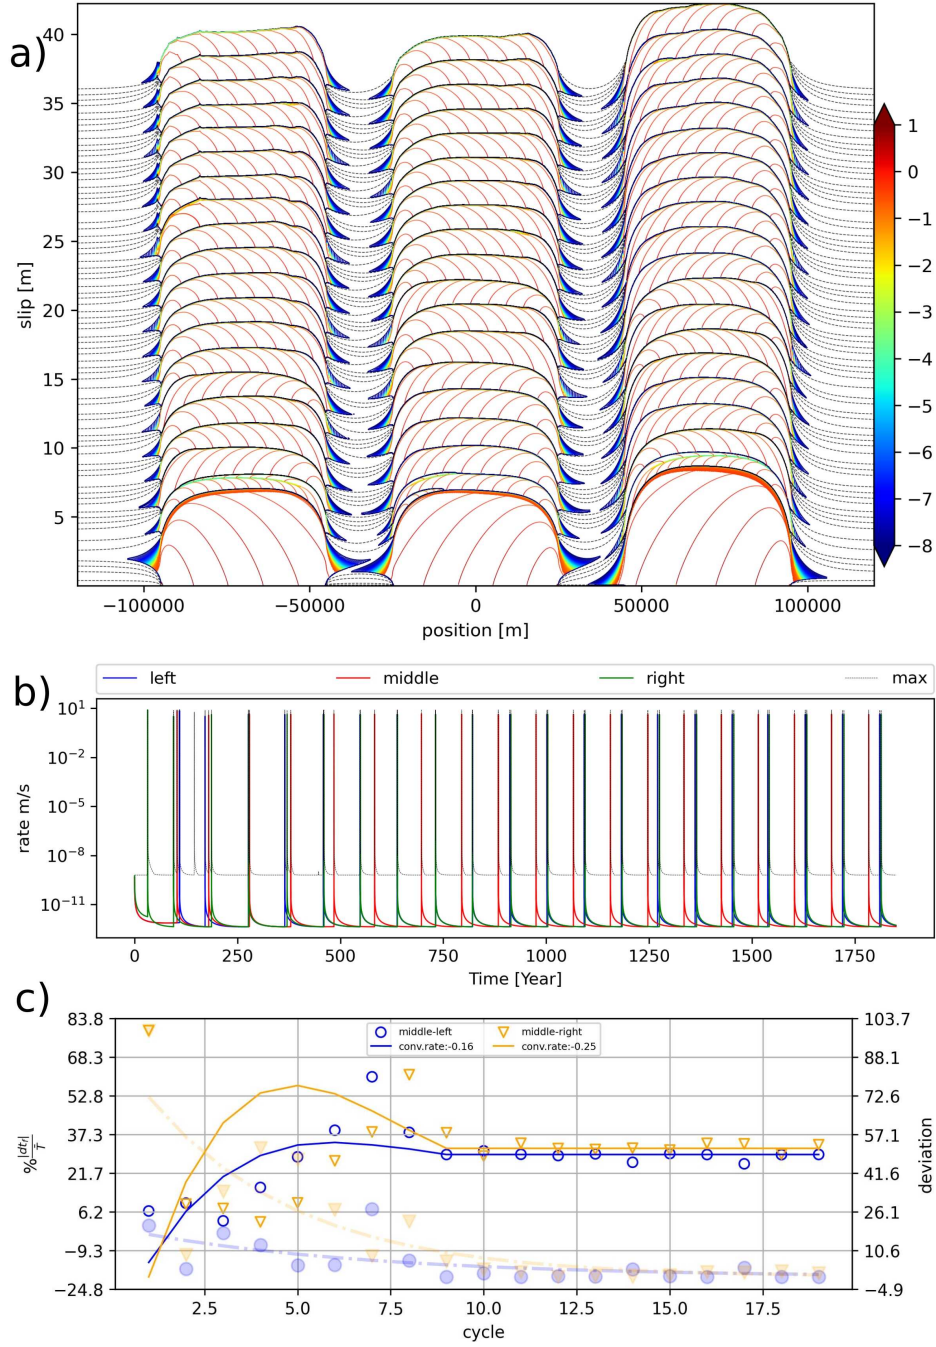 a)
40
35
30
25
20
15
10
5
slip [m]
−100000 −50000 0 50000 100000
position [m]
1
0
−1
−2
−3
−4
−5
−6
−7
−8
b)
left middle right max
10¹
10⁻²
10⁻⁵
10⁻⁸
10⁻¹¹
rate m/s
0 250 500 750 1000 1250 1500 1750
Time [Year]
c)
middle-left middle-right
conv.rate:-0.16 conv.rate:-0.25
83.8 103.7
68.3 88.1
52.8 72.6
37.3 57.1
21.7 41.6
6.2 26.1
−9.3 10.6
−24.8 −4.9
deviation
2.5 5.0 7.5 10.0 12.5 15.0 17.5
cycle